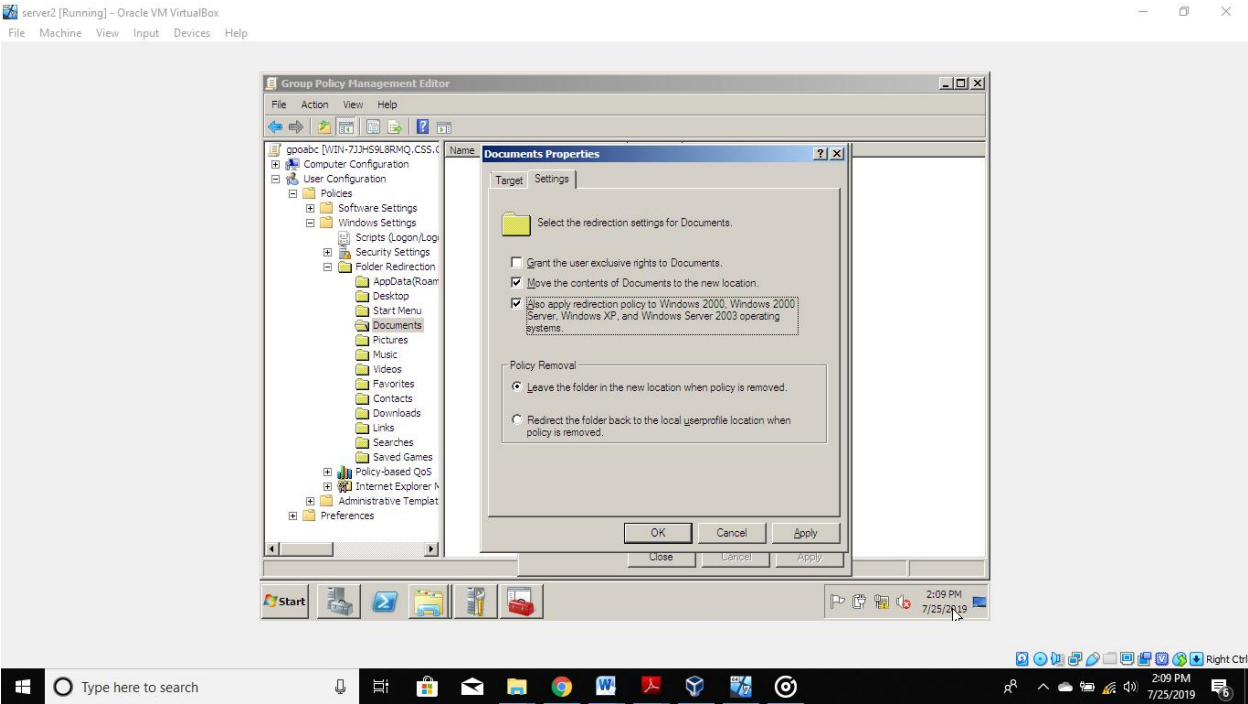 server2 [Running] - Oracle VM VirtualBox
File Machine View Input Devices Help
Group Policy Management Editor
File Action View Help
gpoabc [WIN-7JJHS9L8RMQ.CSS.C
Computer Configuration
User Configuration
Policies
Software Settings
Windows Settings
Scripts (Logon/Log
Security Settings
Folder Redirection
AppData(Roam
Desktop
Start Menu
Documents
Pictures
Music
Videos
Favorites
Contacts
Downloads
Links
Searches
Saved Games
Policy-based QoS
Internet Explorer M
Administrative Templat
Preferences
Name
Documents Properties
Target Settings
Select the redirection settings for Documents.
Grant the user exclusive rights to Documents.
Move the contents of Documents to the new location.
Also apply redirection policy to Windows 2000, Windows 2000
Server, Windows XP, and Windows Server 2003 operating
systems.
Policy Removal
Leave the folder in the new location when policy is removed.
Redirect the folder back to the local userprofile location when
policy is removed.
OK Cancel Apply
Close Cancel Apply
Start
2:09 PM
7/25/2019
Right Ctrl
Type here to search
2:09 PM
7/25/2019
6